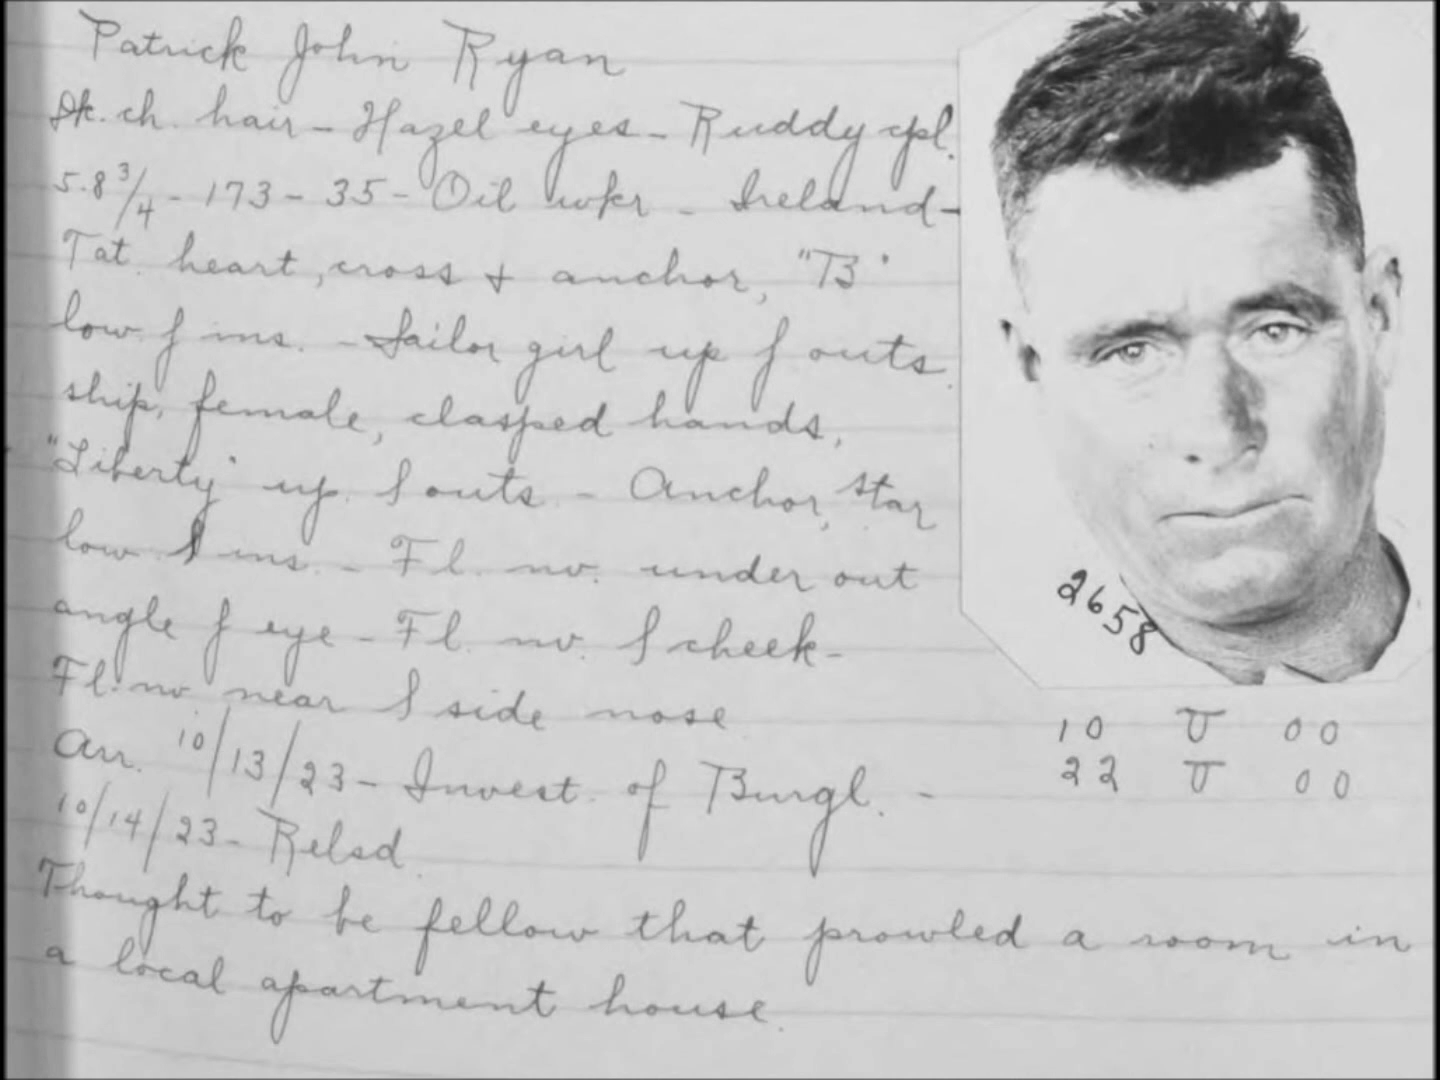 Patrick John Ryan
Dk. ch. hair - Hazel eyes - Ruddy cpl.
5.8 3/4 - 173 - 35 - Oil wkr - Ireland -
Tat. heart, cross & anchor, "B"
low f ins. - Sailor girl up f outs.
ship, female, clasped hands,
"Liberty" up. l outs - Anchor, star
low l ins. - Fl. nv. under out
angle f eye - Fl. nv. l cheek -
Fl. nv. near l side nose
Arr. 10/13/23 - Invest. of Burgl. -
10/14/23 - Relsd.
Thought to be fellow that prowled a room in
a local apartment house.
2658
10 U 00
22 U 00